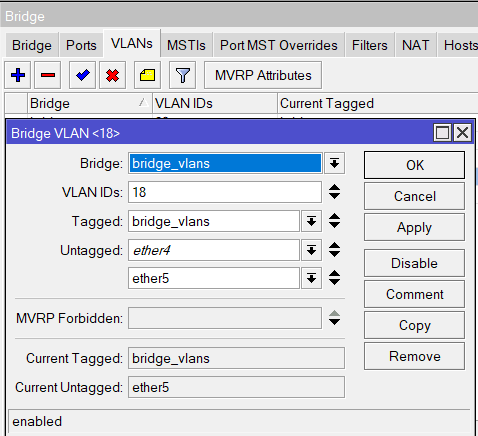 Bridge
Bridge Ports VLANs MSTIs Port MST Overrides Filters NAT Hosts
MVRP Attributes
Bridge VLAN IDs Current Tagged
Bridge VLAN <18>
Bridge: bridge_vlans OK
VLAN IDs: 18 Cancel
Tagged: bridge_vlans Apply
Untagged: ether4
ether5 Disable
Comment
MVRP Forbidden: Copy
Current Tagged: bridge_vlans Remove
Current Untagged: ether5
enabled